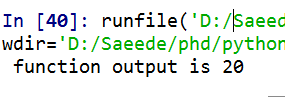 In [40]: runfile('D:/Saeed
wdir='D:/Saeede/phd/python
function output is 20